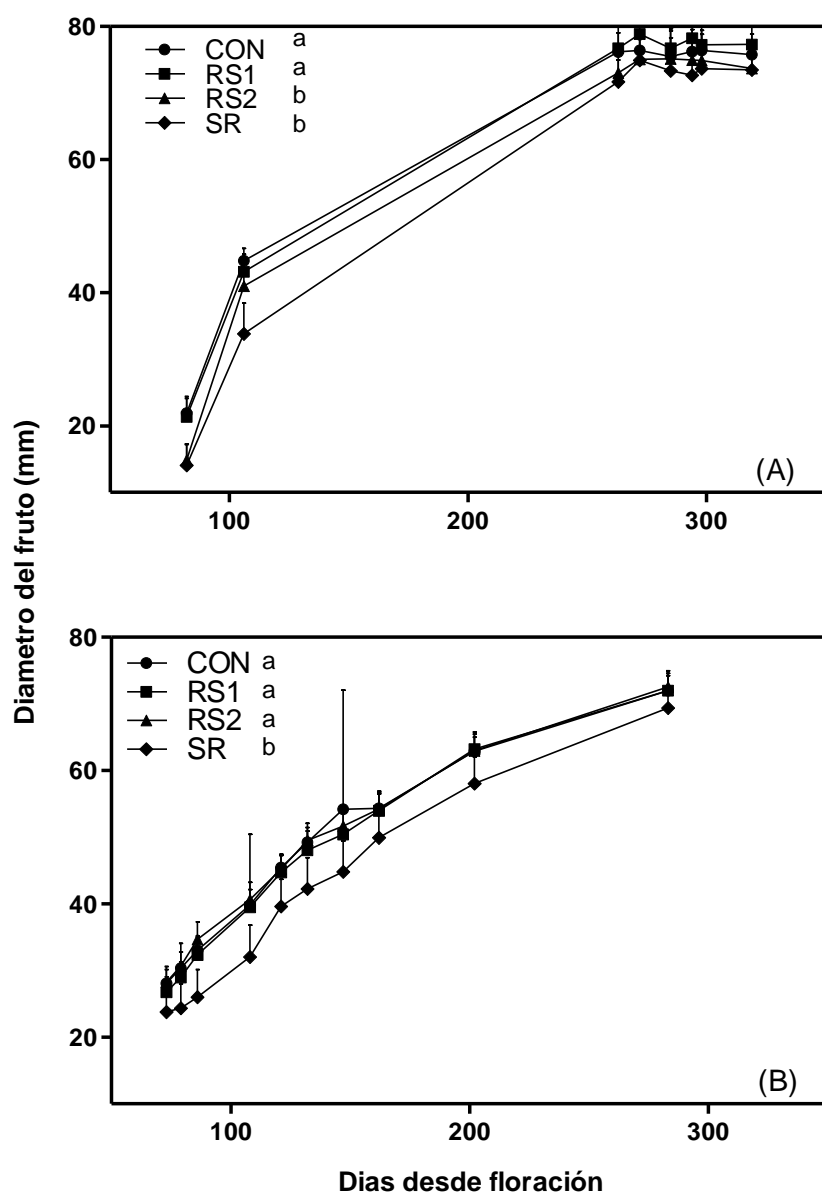 80
CON a
RS1 a
RS2 b
SR b
60
40
20
(A)
100 200 300
Diametro del fruto (mm)
80
CON a
RS1 a
RS2 a
SR b
60
40
20
(B)
100 200 300
Dias desde floración